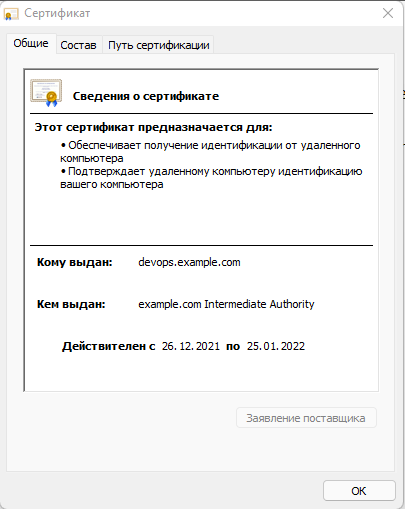 Сертификат
Общие Состав Путь сертификации
Сведения о сертификате
Этот сертификат предназначается для:
• Обеспечивает получение идентификации от удаленного
компьютера
• Подтверждает удаленному компьютеру идентификацию
вашего компьютера
Кому выдан: devops.example.com
Кем выдан: example.com Intermediate Authority
Действителен с 26.12.2021 по 25.01.2022
Заявление поставщика
ОК